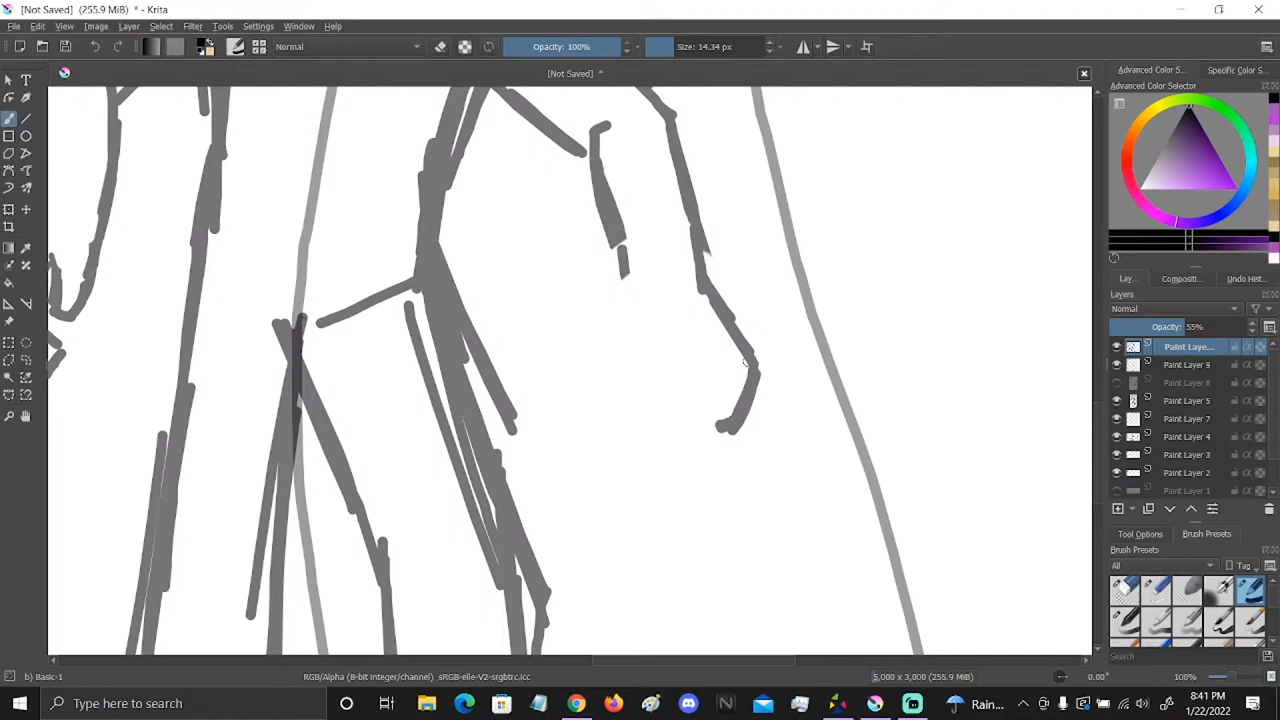 [Not Saved] (255.9 MiB) * - Krita
File Edit View Image Layer Select Filter Tools Settings Window Help
Normal
Opacity: 100%
Size: 14.34 px
[Not Saved] *
Advanced Color S...
Specific Color S...
Advanced Color Selector
Lay...
Compositi...
Undo Hist...
Layers
Normal
Opacity: 55%
Paint Laye...
Paint Layer 9
Paint Layer 8
Paint Layer 5
Paint Layer 7
Paint Layer 4
Paint Layer 3
Paint Layer 2
Paint Layer 1
Tool Options
Brush Presets
Brush Presets
All
Tag
Search
b) Basic-1
RGB/Alpha (8-bit integer/channel) sRGB-elle-V2-srgbtrc.icc
5,000 x 3,000 (255.9 MiB)
0.00°
100%
Type here to search
Rain...
8:41 PM
1/22/2022